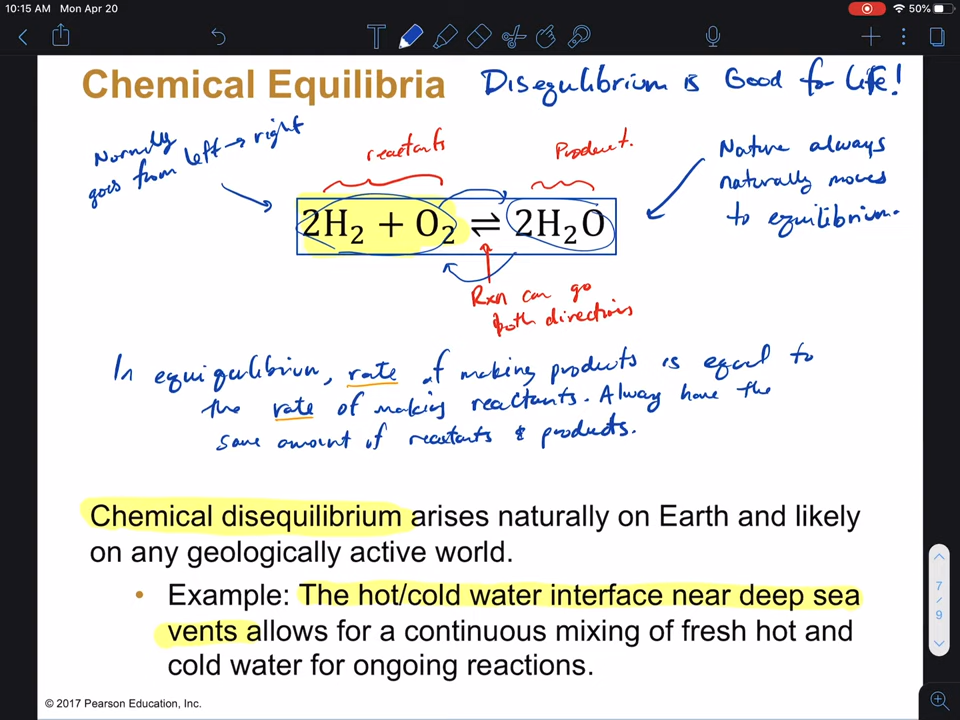 10:15 AM Mon Apr 20
50%
Chemical Equilibria
Disequilibrium is Good for Life!
Normally
goes from left → right
reactants
Product.
Nature always
naturally moves
to equilibrium.
2H₂ + O₂ ⇌ 2H₂O
Rxn can go
both directions
In equigulibrium, rate of making products is equal to
the rate of making reactants. Always have the
same amount of reactants & products.
Chemical disequilibrium arises naturally on Earth and likely
on any geologically active world.
• Example: The hot/cold water interface near deep sea
vents allows for a continuous mixing of fresh hot and
cold water for ongoing reactions.
7 / 9
© 2017 Pearson Education, Inc.